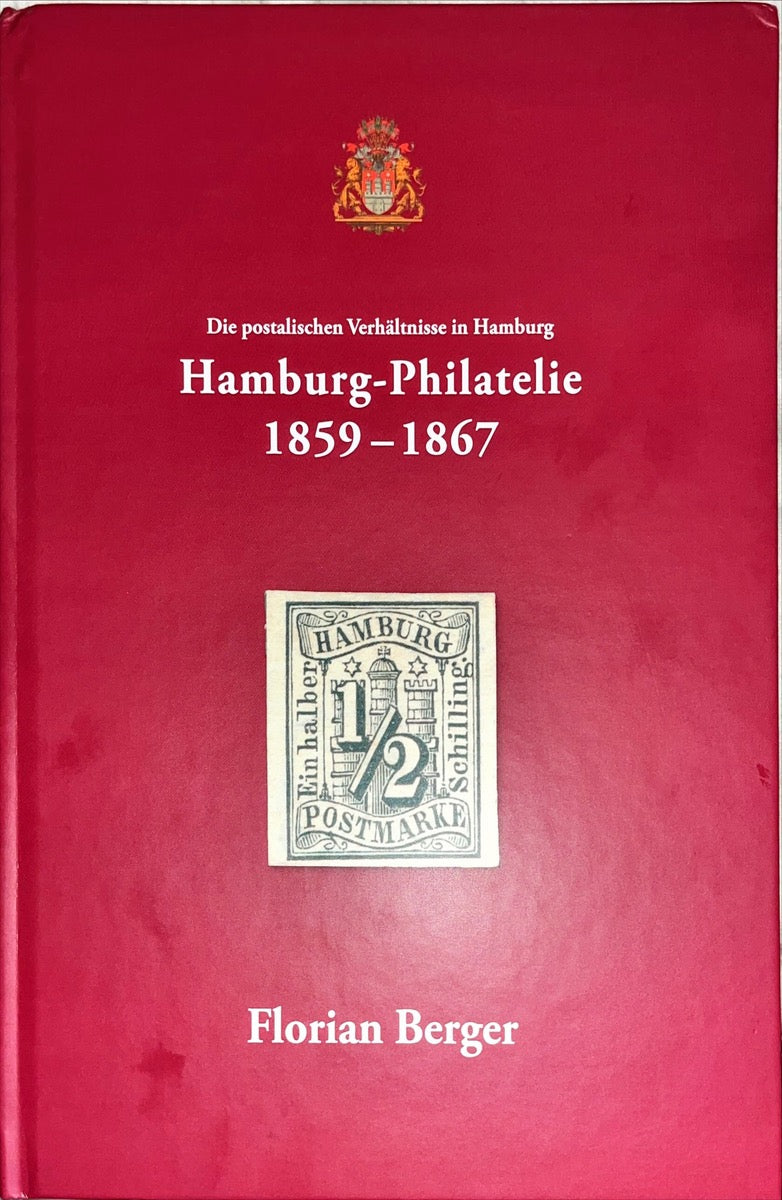 Die postalischen Verhältnisse in Hamburg
Hamburg-Philatelie
1859 – 1867
HAMBURG
Ein halber
1/2
Schilling.
POSTMARKE
Florian Berger